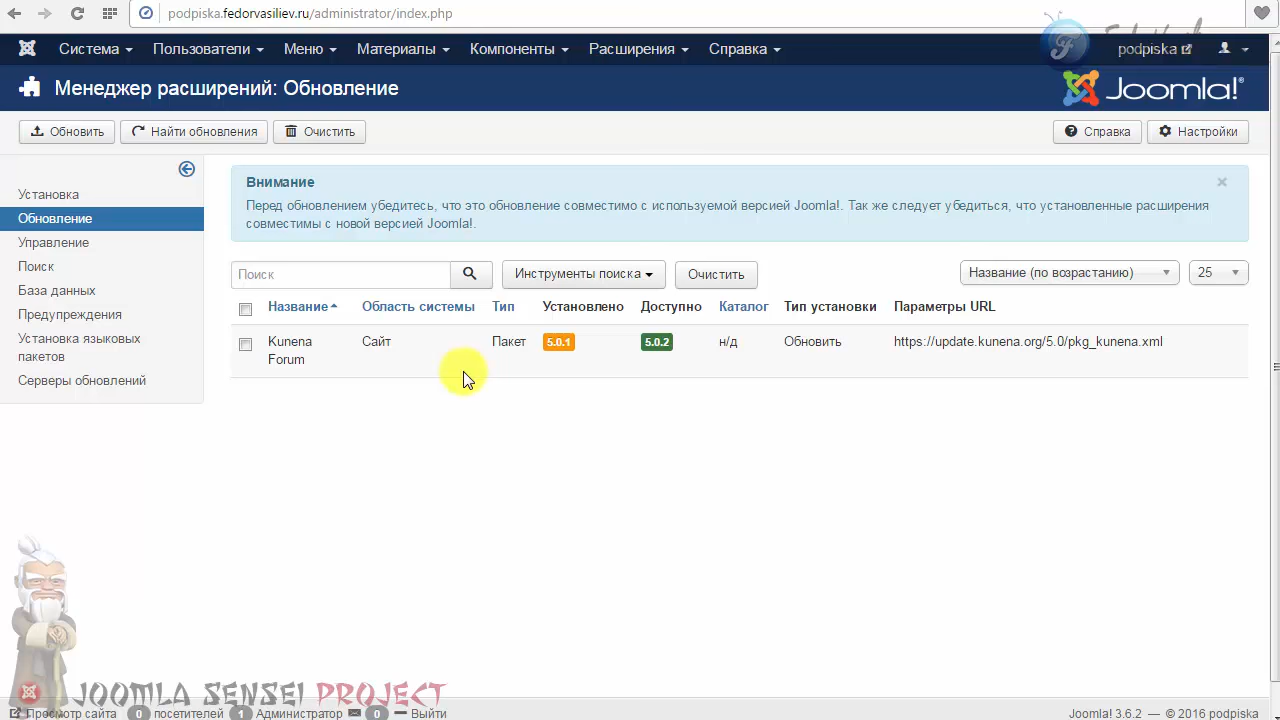 podpiska.fedorvasiliev.ru/administrator/index.php
Система Пользователи Меню Материалы Компоненты Расширения Справка podpiska
Менеджер расширений: Обновление
Joomla!®
Обновить Найти обновления Очистить Справка Настройки
Установка
Обновление
Управление
Поиск
База данных
Предупреждения
Установка языковых
пакетов
Серверы обновлений
Внимание
Перед обновлением убедитесь, что это обновление совместимо с используемой версией Joomla!. Так же следует убедиться, что установленные расширения
совместимы с новой версией Joomla!.
Поиск Инструменты поиска Очистить Название (по возрастанию) 25
Название Область системы Тип Установлено Доступно Каталог Тип установки Параметры URL
Kunena
Forum
Сайт Пакет 5.0.1 5.0.2 н/д Обновить https://update.kunena.org/5.0/pkg_kunena.xml
JOOMLA SENSEI PROJECT
Просмотр сайта 0 посетителей 1 Администратор 0 Выйти
Joomla! 3.6.2 — © 2016 podpiska